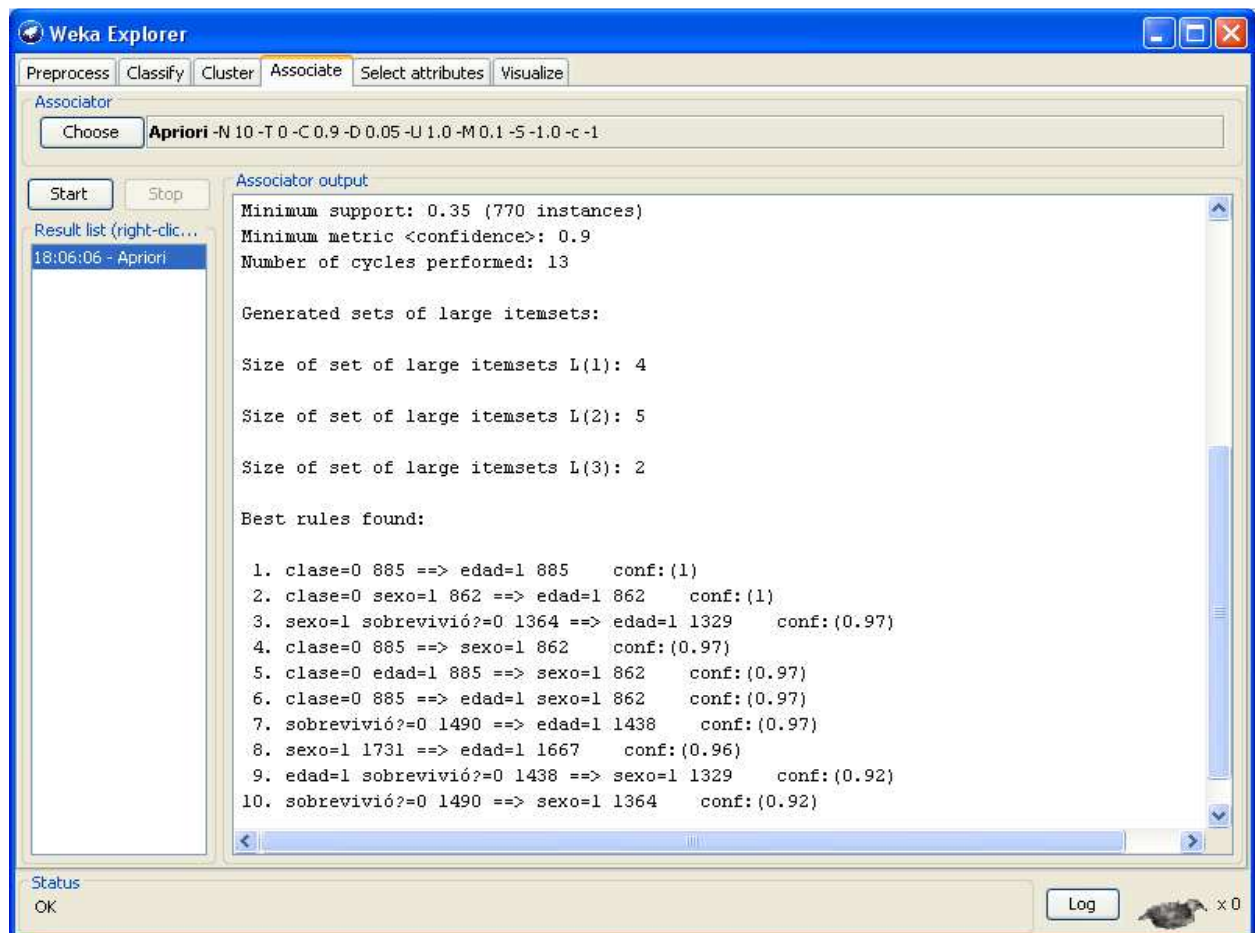 Weka Explorer
Preprocess Classify Cluster Associate Select attributes Visualize
Associator
Choose Apriori -N 10 -T 0 -C 0.9 -D 0.05 -U 1.0 -M 0.1 -S -1.0 -c -1
Start Stop
Result list (right-clic...
18:06:06 - Apriori
Associator output
Minimum support: 0.35 (770 instances)
Minimum metric <confidence>: 0.9
Number of cycles performed: 13
Generated sets of large itemsets:
Size of set of large itemsets L(1): 4
Size of set of large itemsets L(2): 5
Size of set of large itemsets L(3): 2
Best rules found:
1. clase=0 885 ==> edad=1 885 conf:(1)
2. clase=0 sexo=1 862 ==> edad=1 862 conf:(1)
3. sexo=1 sobrevivió?=0 1364 ==> edad=1 1329 conf:(0.97)
4. clase=0 885 ==> sexo=1 862 conf:(0.97)
5. clase=0 edad=1 885 ==> sexo=1 862 conf:(0.97)
6. clase=0 885 ==> edad=1 sexo=1 862 conf:(0.97)
7. sobrevivió?=0 1490 ==> edad=1 1438 conf:(0.97)
8. sexo=1 1731 ==> edad=1 1667 conf:(0.96)
9. edad=1 sobrevivió?=0 1438 ==> sexo=1 1329 conf:(0.92)
10. sobrevivió?=0 1490 ==> sexo=1 1364 conf:(0.92)
Status
OK
Log
x 0